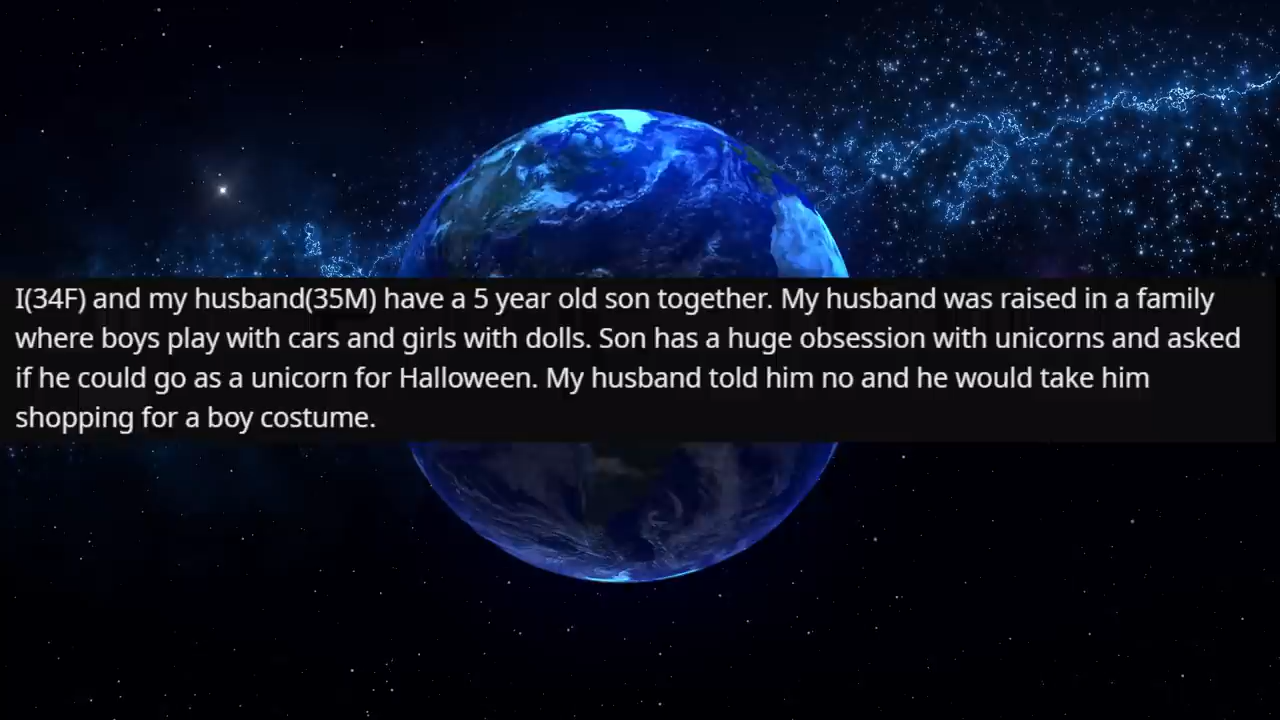 I(34F) and my husband(35M) have a 5 year old son together. My husband was raised in a family
where boys play with cars and girls with dolls. Son has a huge obsession with unicorns and asked
if he could go as a unicorn for Halloween. My husband told him no and he would take him
shopping for a boy costume.